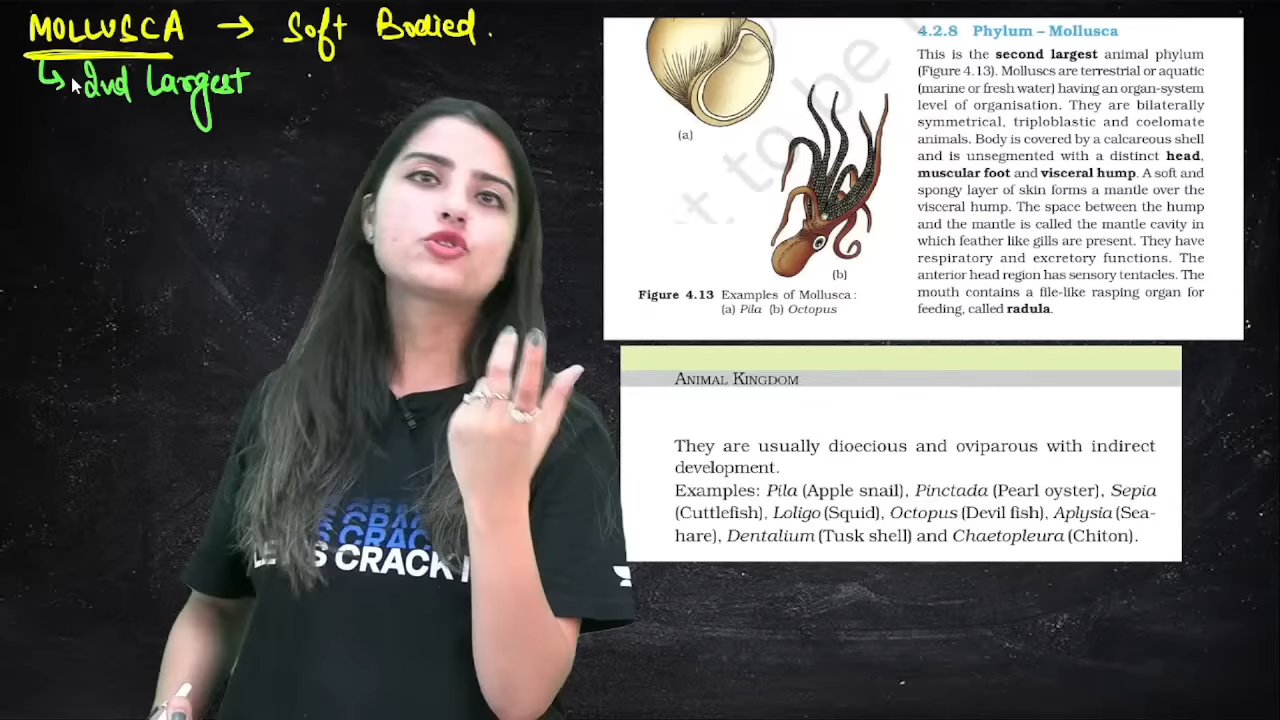 MOLLUSCA → Soft Bodied.
↳ 2nd Largest
(a)
(b)
Figure 4.13 Examples of Mollusca :
(a) Pila (b) Octopus
4.2.8 Phylum – Mollusca
This is the second largest animal phylum
(Figure 4.13). Molluscs are terrestrial or aquatic
(marine or fresh water) having an organ-system
level of organisation. They are bilaterally
symmetrical, triploblastic and coelomate
animals. Body is covered by a calcareous shell
and is unsegmented with a distinct head,
muscular foot and visceral hump. A soft and
spongy layer of skin forms a mantle over the
visceral hump. The space between the hump
and the mantle is called the mantle cavity in
which feather like gills are present. They have
respiratory and excretory functions. The
anterior head region has sensory tentacles. The
mouth contains a file-like rasping organ for
feeding, called radula.
ANIMAL KINGDOM
They are usually dioecious and oviparous with indirect
development.
Examples: Pila (Apple snail), Pinctada (Pearl oyster), Sepia
(Cuttlefish), Loligo (Squid), Octopus (Devil fish), Aplysia (Sea-
hare), Dentalium (Tusk shell) and Chaetopleura (Chiton).
CRACK